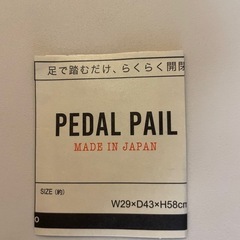 足で踏むだけ、らくらく開閉
PEDAL PAIL
MADE IN JAPAN
SIZE (約)
W29×D43×H58cm